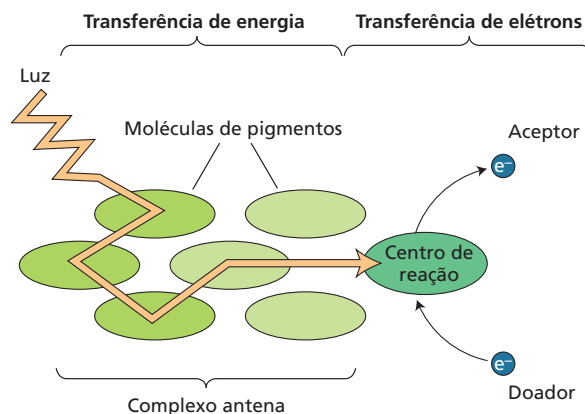 Transferência de energia
Transferência de elétrons
Luz
Moléculas de pigmentos
Aceptor
e⁻
Centro de
reação
e⁻
Doador
Complexo antena